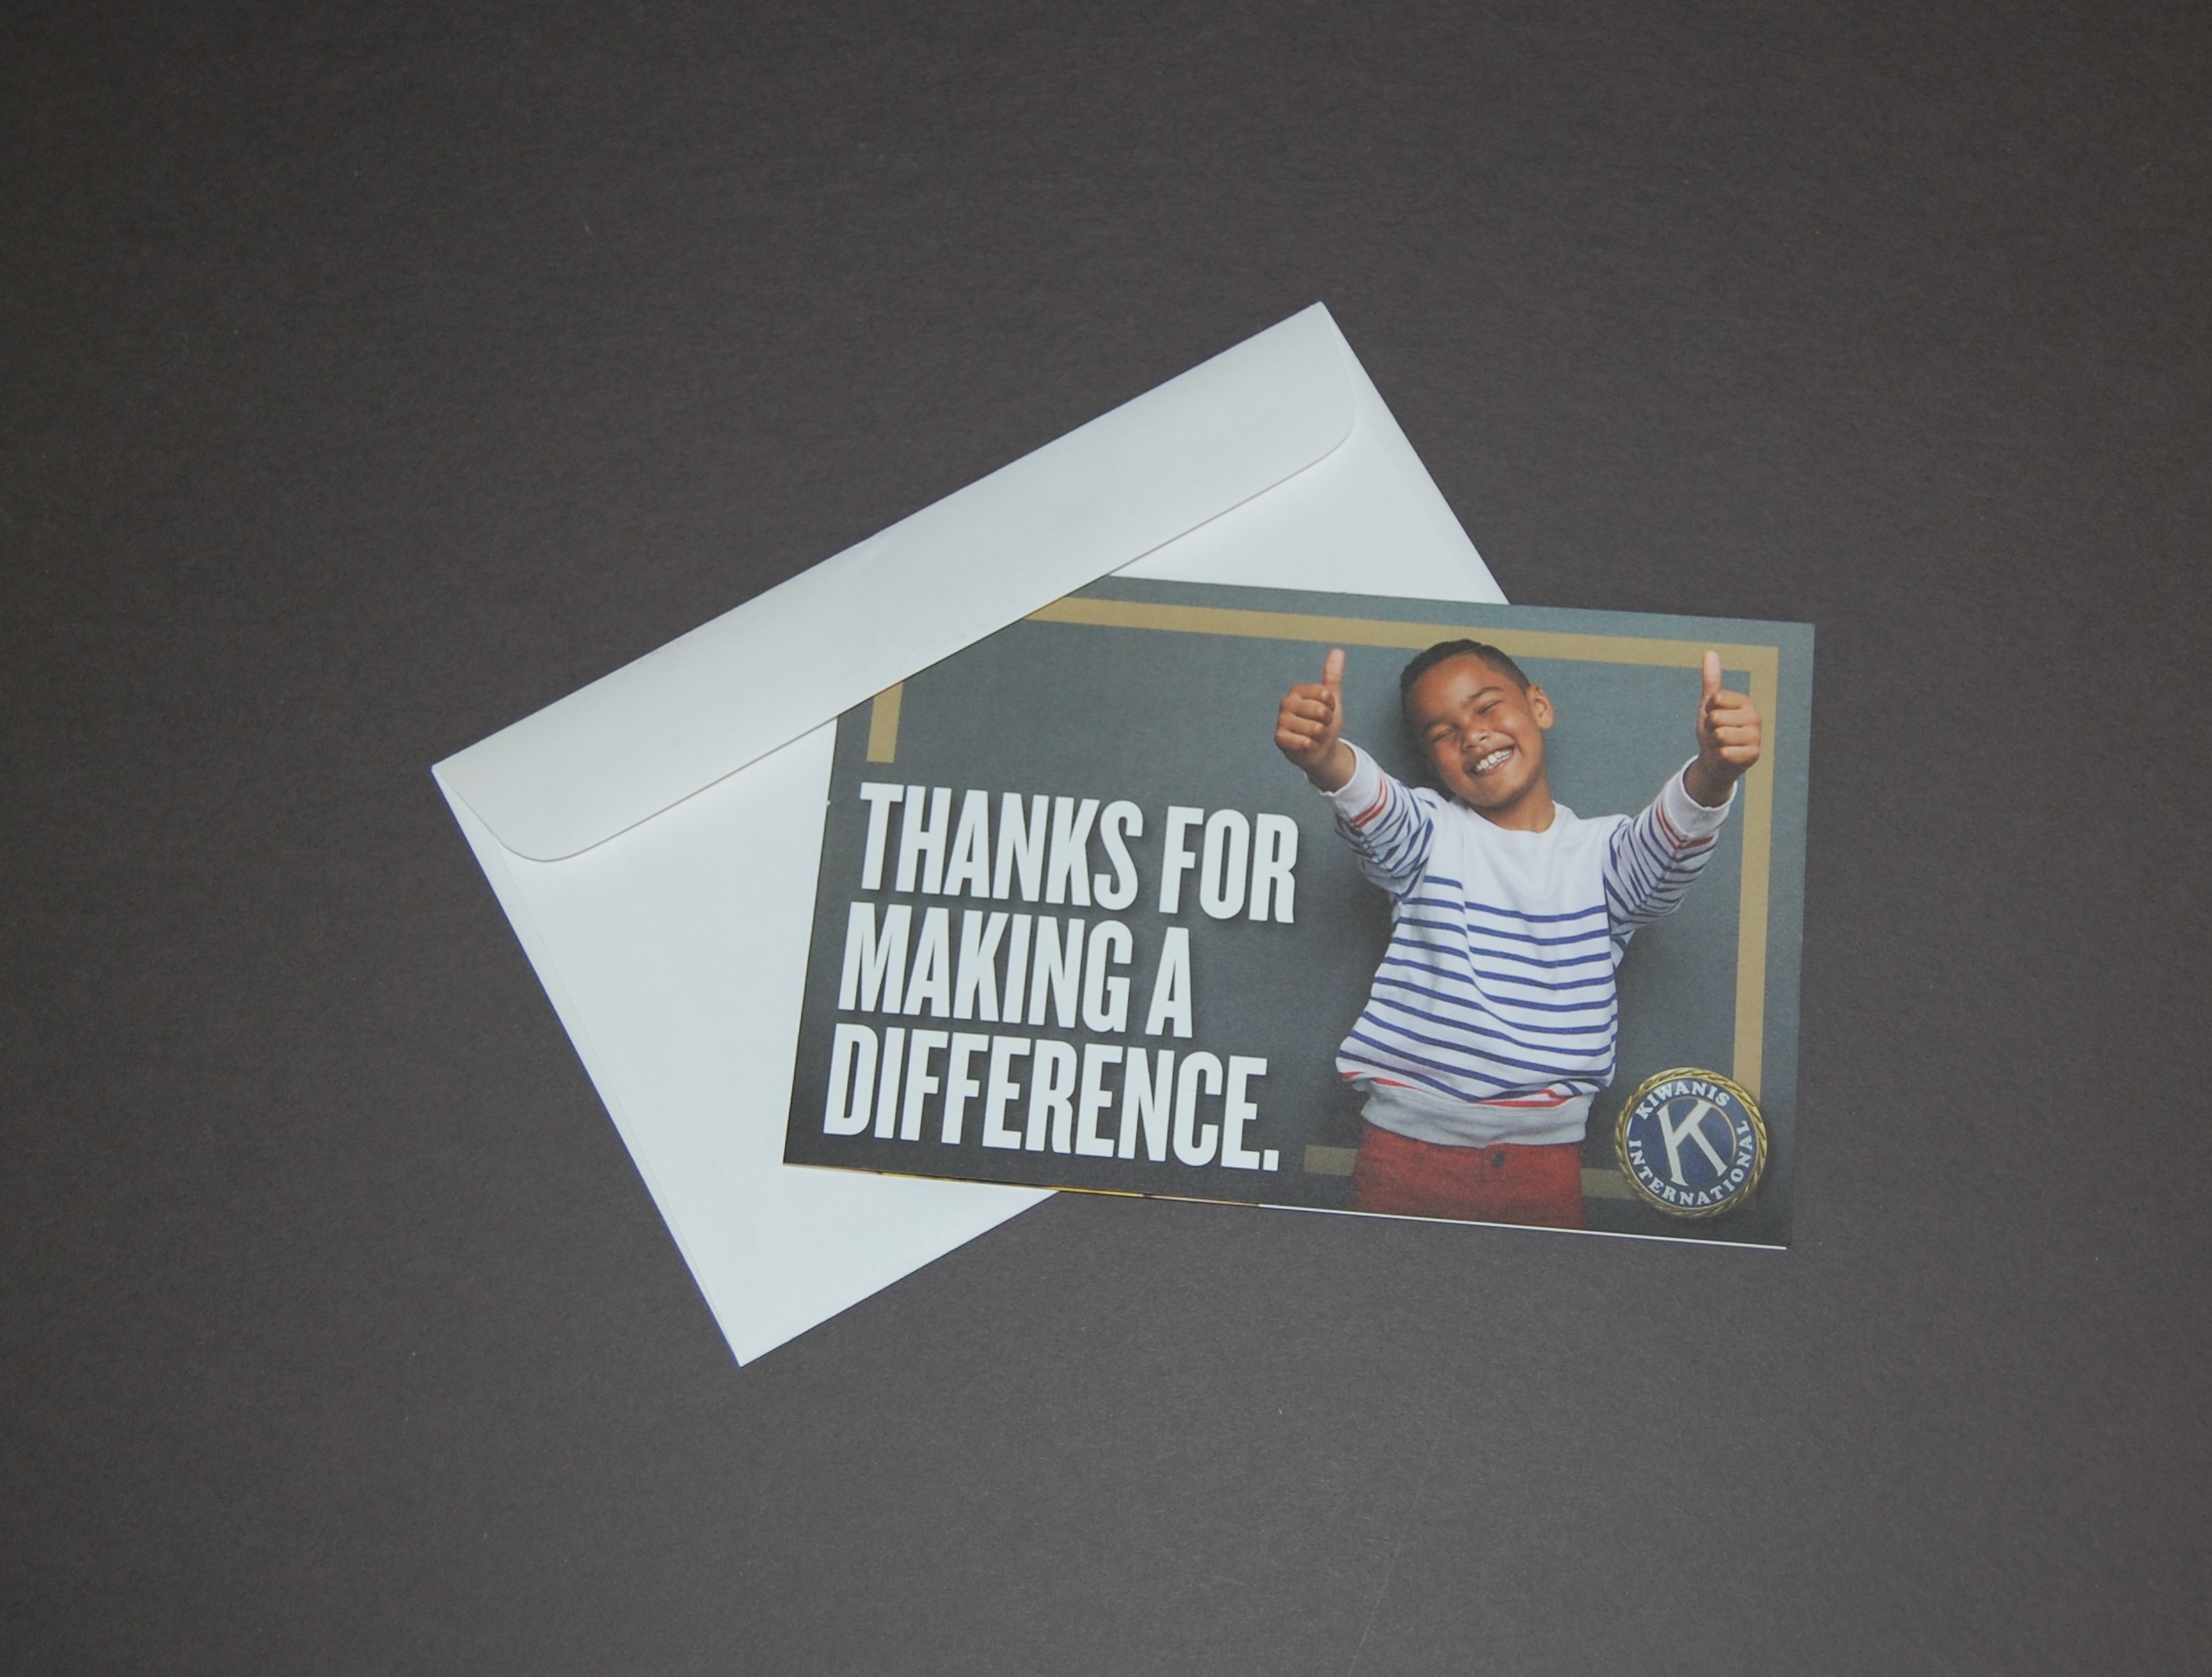 THANKS FOR
MAKING A
DIFFERENCE.
KIWANIS
K
INTERNATIONAL